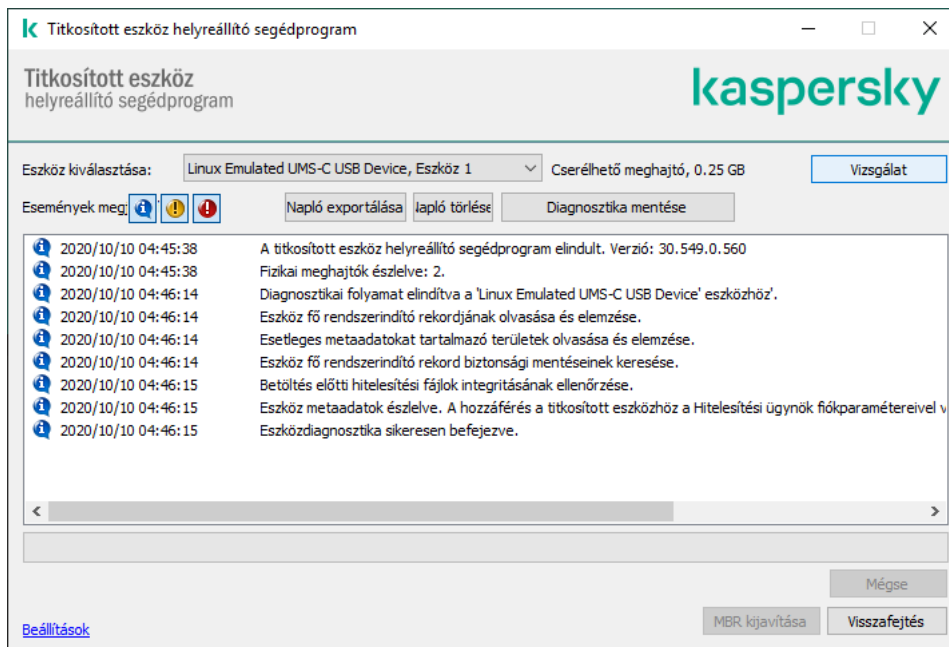 Titkosított eszköz helyreállító segédprogram
Titkosított eszköz
helyreállító segédprogram
kaspersky
Eszköz kiválasztása: Linux Emulated UMS-C USB Device, Eszköz 1 Cserélhető meghajtó, 0.25 GB Vizsgálat
Események meg Napló exportálása Napló törlése Diagnosztika mentése
2020/10/10 04:45:38 A titkosított eszköz helyreállító segédprogram elindult. Verzió: 30.549.0.560
2020/10/10 04:45:38 Fizikai meghajtók észlelve: 2.
2020/10/10 04:46:14 Diagnosztikai folyamat elindítva a 'Linux Emulated UMS-C USB Device' eszközhöz'.
2020/10/10 04:46:14 Eszköz fő rendszerindító rekordjának olvasása és elemzése.
2020/10/10 04:46:14 Esetleges metaadatokat tartalmazó területek olvasása és elemzése.
2020/10/10 04:46:14 Eszköz fő rendszerindító rekord biztonsági mentéseinek keresése.
2020/10/10 04:46:15 Betöltés előtti hitelesítési fájlok integritásának ellenőrzése.
2020/10/10 04:46:15 Eszköz metaadatok észlelve. A hozzáférés a titkosított eszközhöz a Hitelesítési ügynök fiókparamétereivel v
2020/10/10 04:46:15 Eszközdiagnosztika sikeresen befejezve.
Mégse
Beállítások MBR kijavítása Visszafejtés